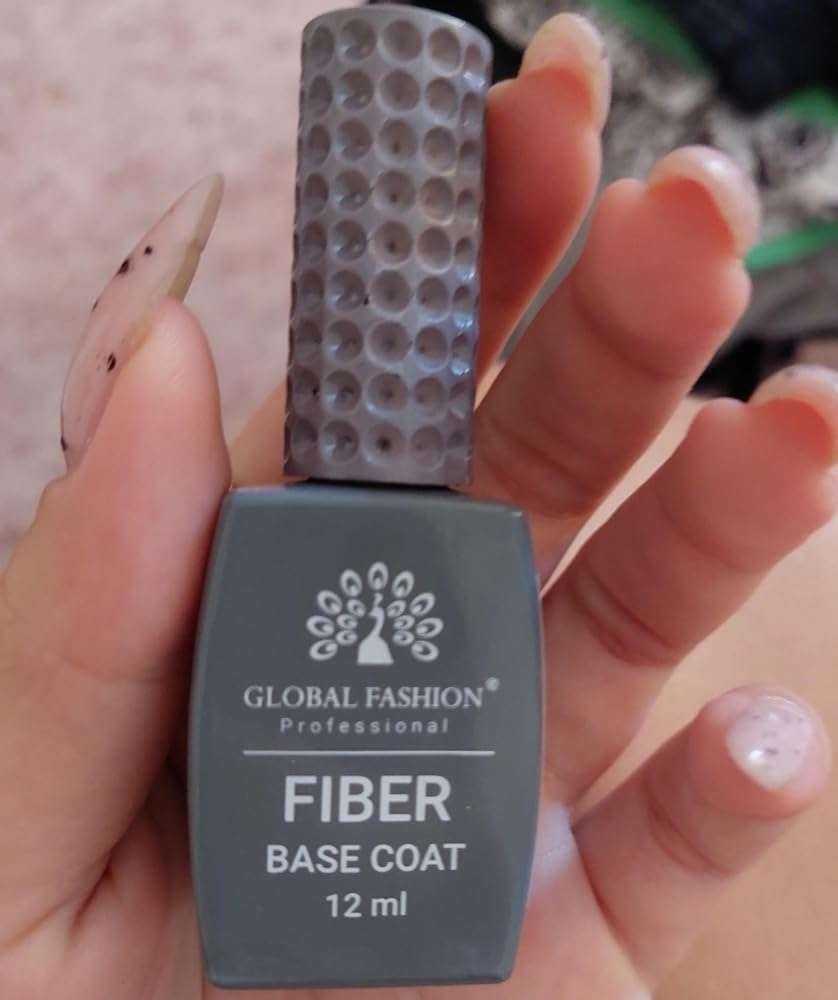 GLOBAL FASHION®
Professional
FIBER
BASE COAT
12 ml